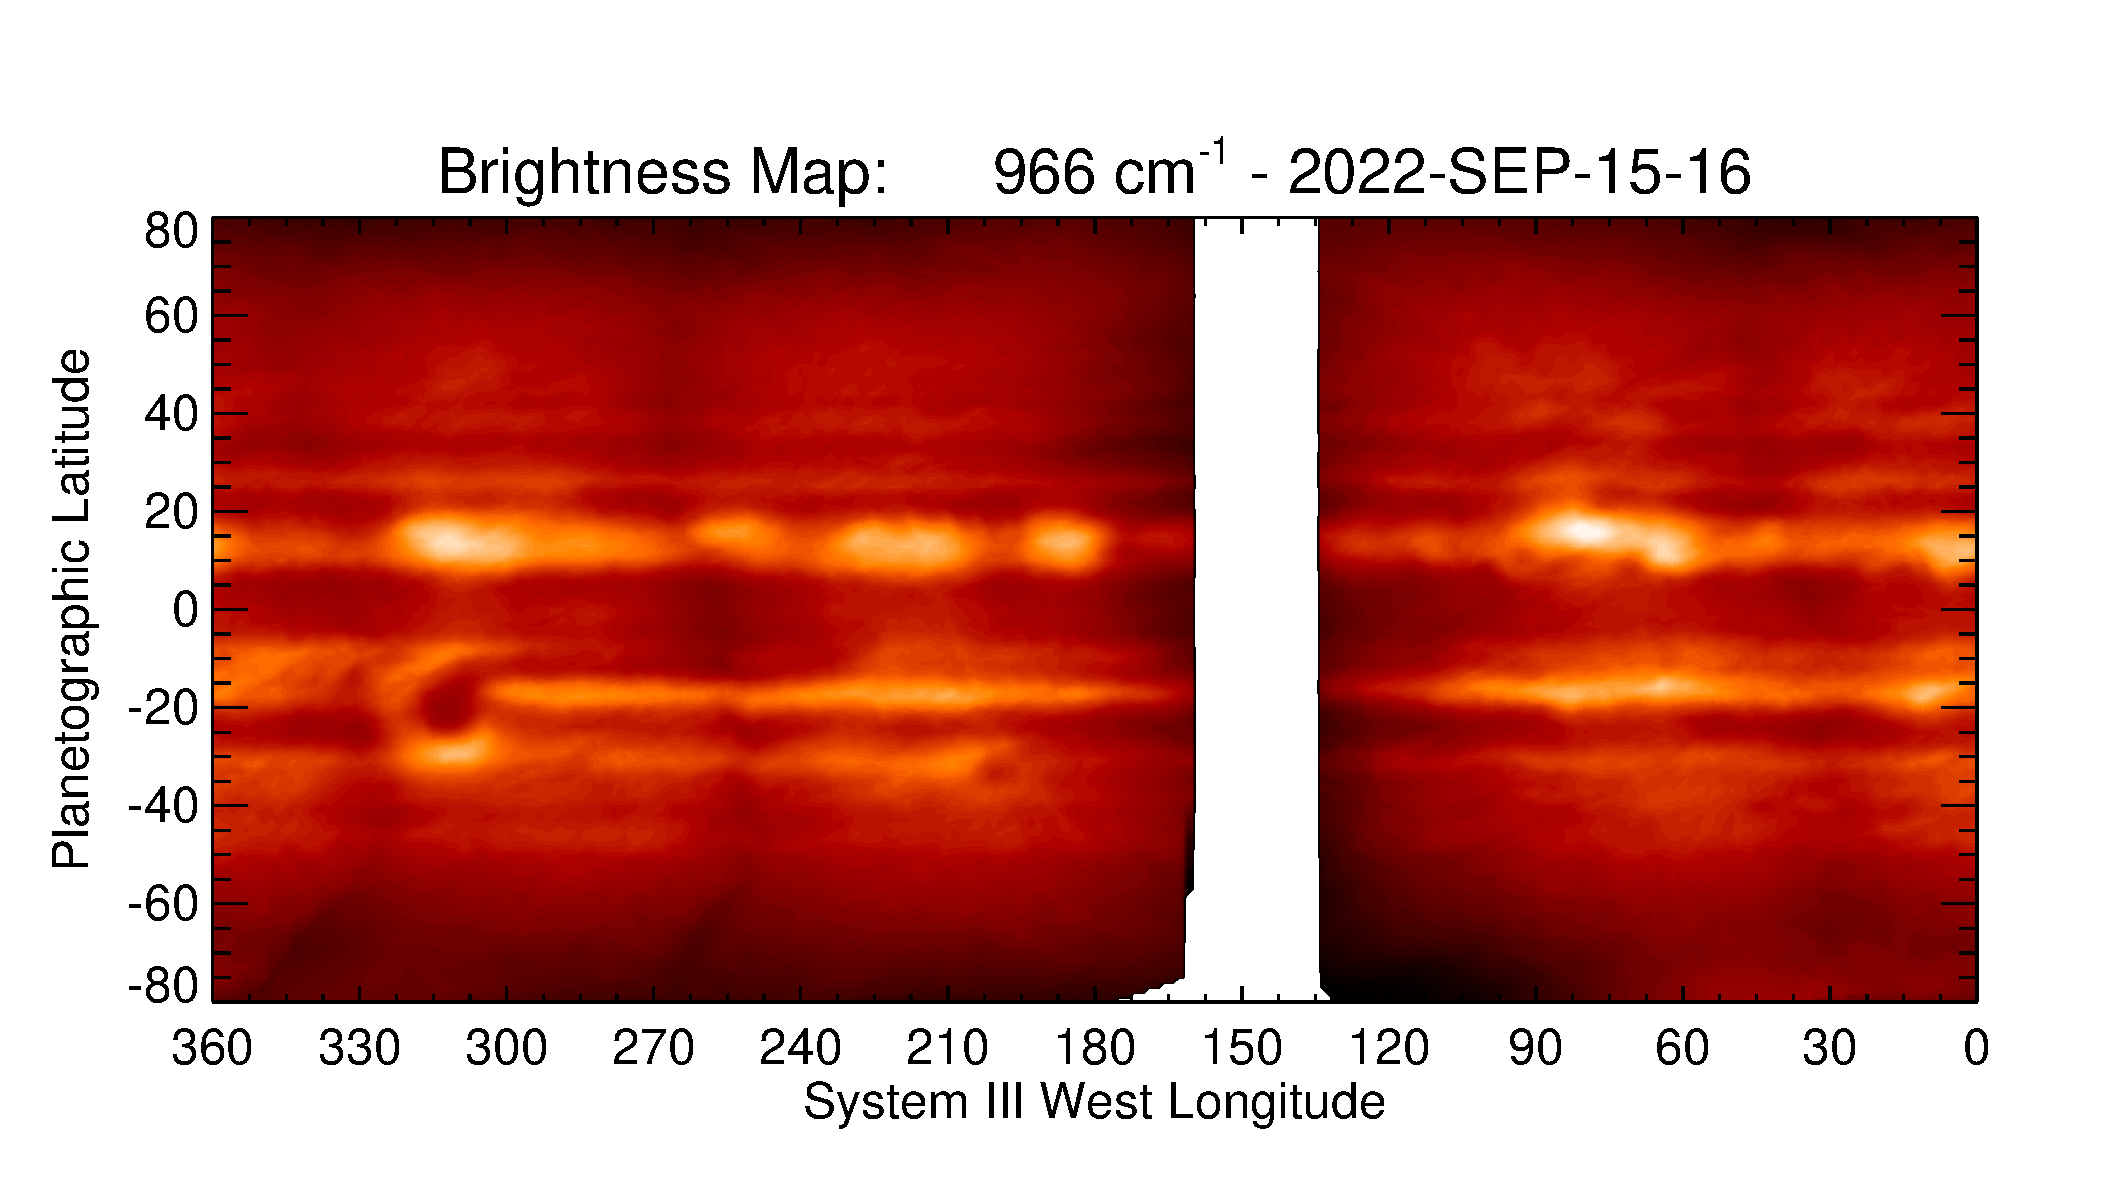 Brightness Map: 966 cm⁻¹ - 2022-SEP-15-16
80
60
40
20
0
-20
-40
-60
-80
Planetographic Latitude
360 330 300 270 240 210 180 150 120 90 60 30 0
System III West Longitude